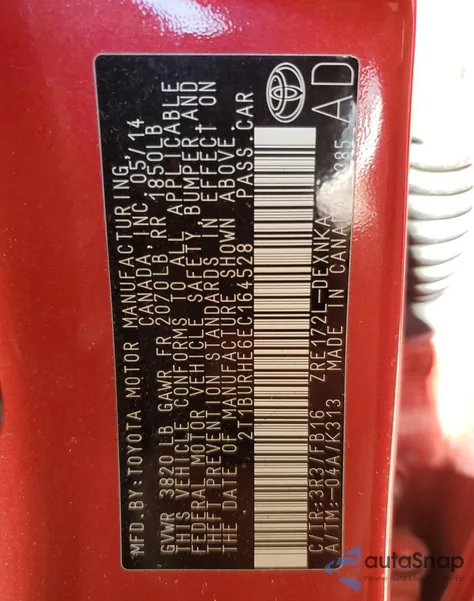 MFD. BY: TOYOTA MOTOR MANUFACTURING,
CANADA, INC. 05/14
GVWR 3820 LB GAWR FR 2070LB, RR 1850LB
THIS VEHICLE CONFORMS TO ALL APPLICABLE
FEDERAL MOTOR VEHICLE SAFETY, BUMPER AND
THEFT PREVENTION STANDARDS IN EFFECT ON
THE DATE OF MANUFACTURE SHOWN ABOVE.
2T1BURHE6EC164528 PASS. CAR
C/TR:3R3/FB16 ZRE172L-DEXNKA
A/TM:-04A/K313 MADE IN CANADA
285
AD
autaSnap